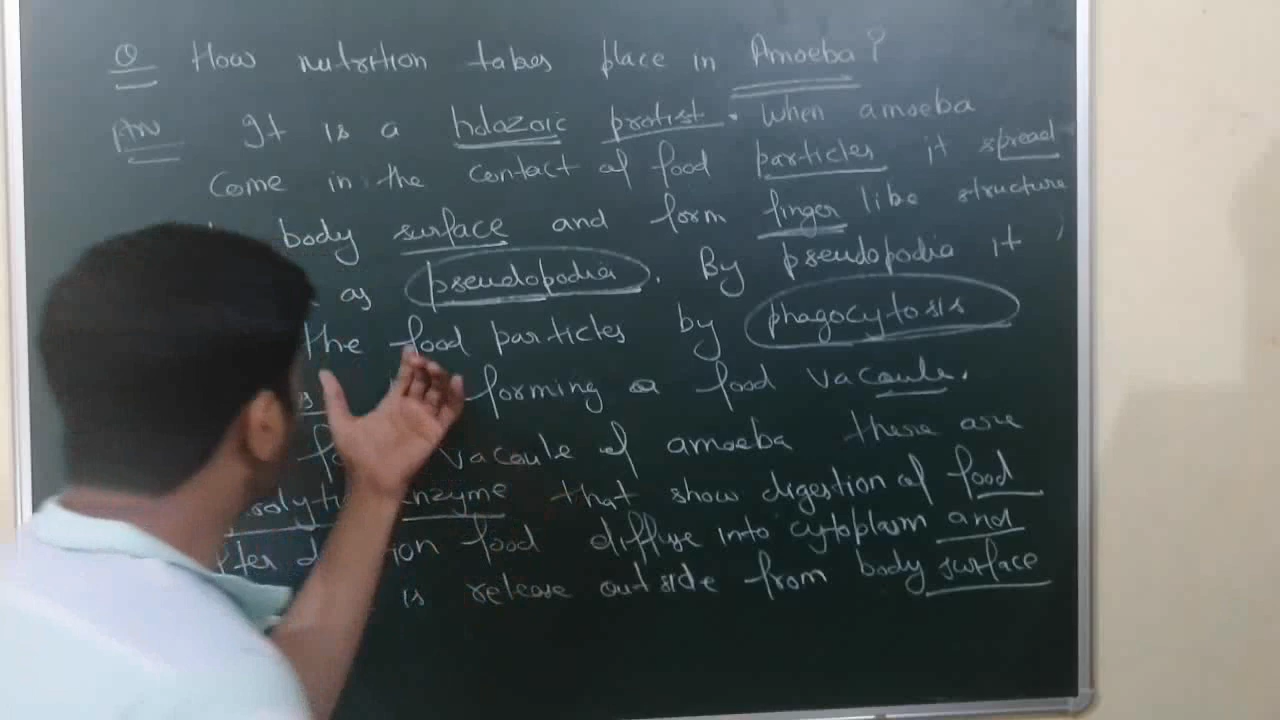 Q How nutrition takes place in Amoeba?
Ans It is a holozoic protist. When amoeba
Come in the contact of food particles it spread
body surface and form finger like structure
as pseudopodia. By pseudopodia it
the food particles by phagocytosis
forming a food vacoule.
vacoule of amoeba there are
enzyme that show digestion of food
food diffuse into cytoplasm and
is release outside from body surface